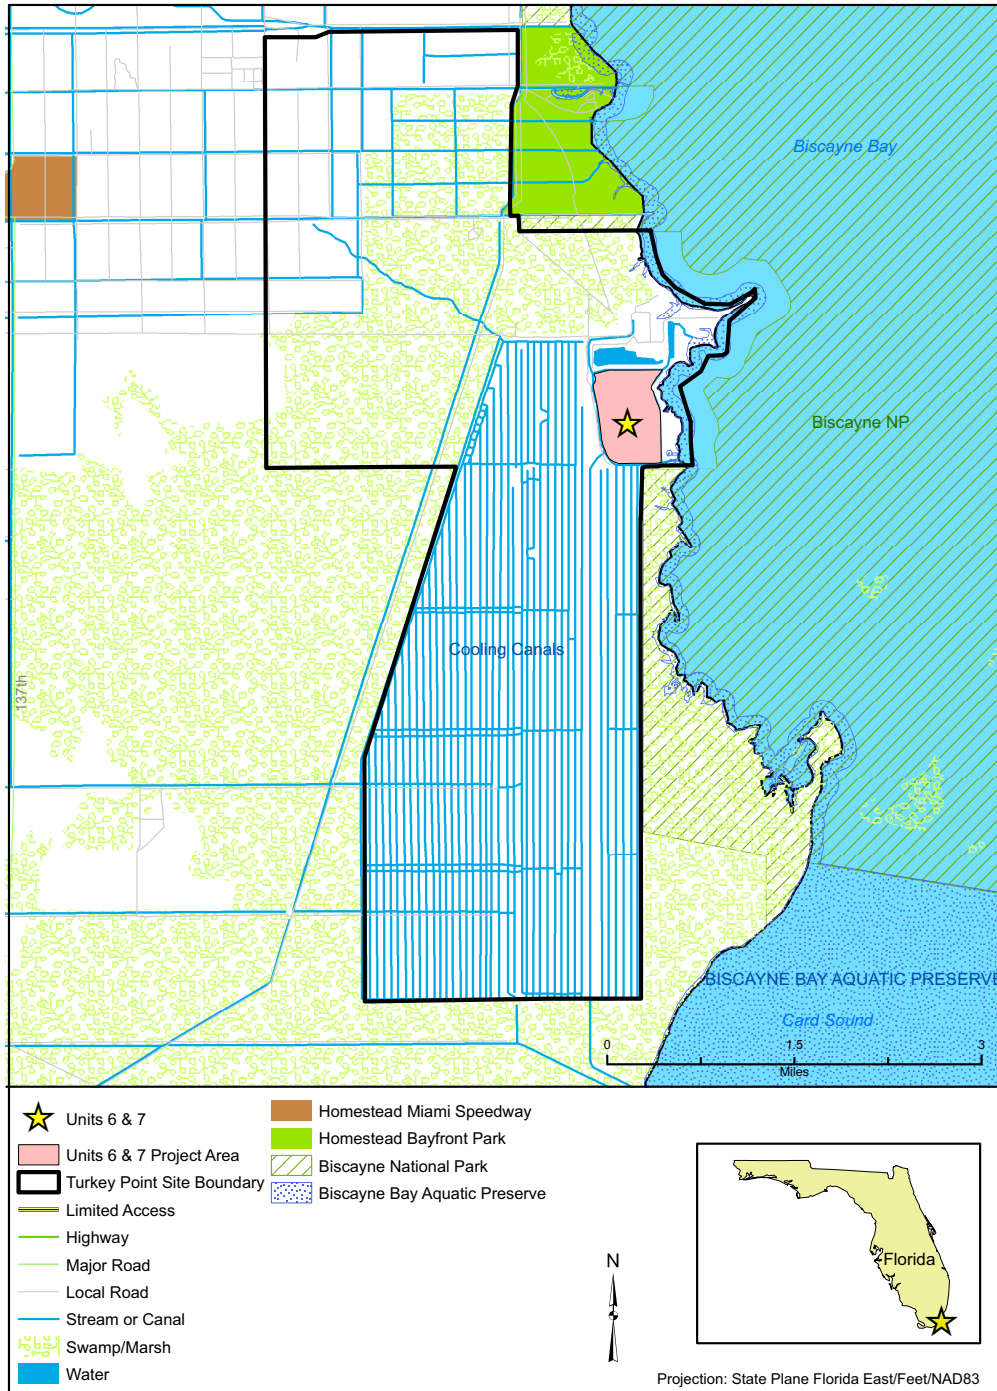 Biscayne Bay
Biscayne NP
Cooling Canals
137th
BISCAYNE BAY AQUATIC PRESERVE
Card Sound
0 1.5 3
Miles
Units 6 & 7
Units 6 & 7 Project Area
Turkey Point Site Boundary
Limited Access
Highway
Major Road
Local Road
Stream or Canal
Swamp/Marsh
Water
Homestead Miami Speedway
Homestead Bayfront Park
Biscayne National Park
Biscayne Bay Aquatic Preserve
N
Florida
Projection: State Plane Florida East/Feet/NAD83